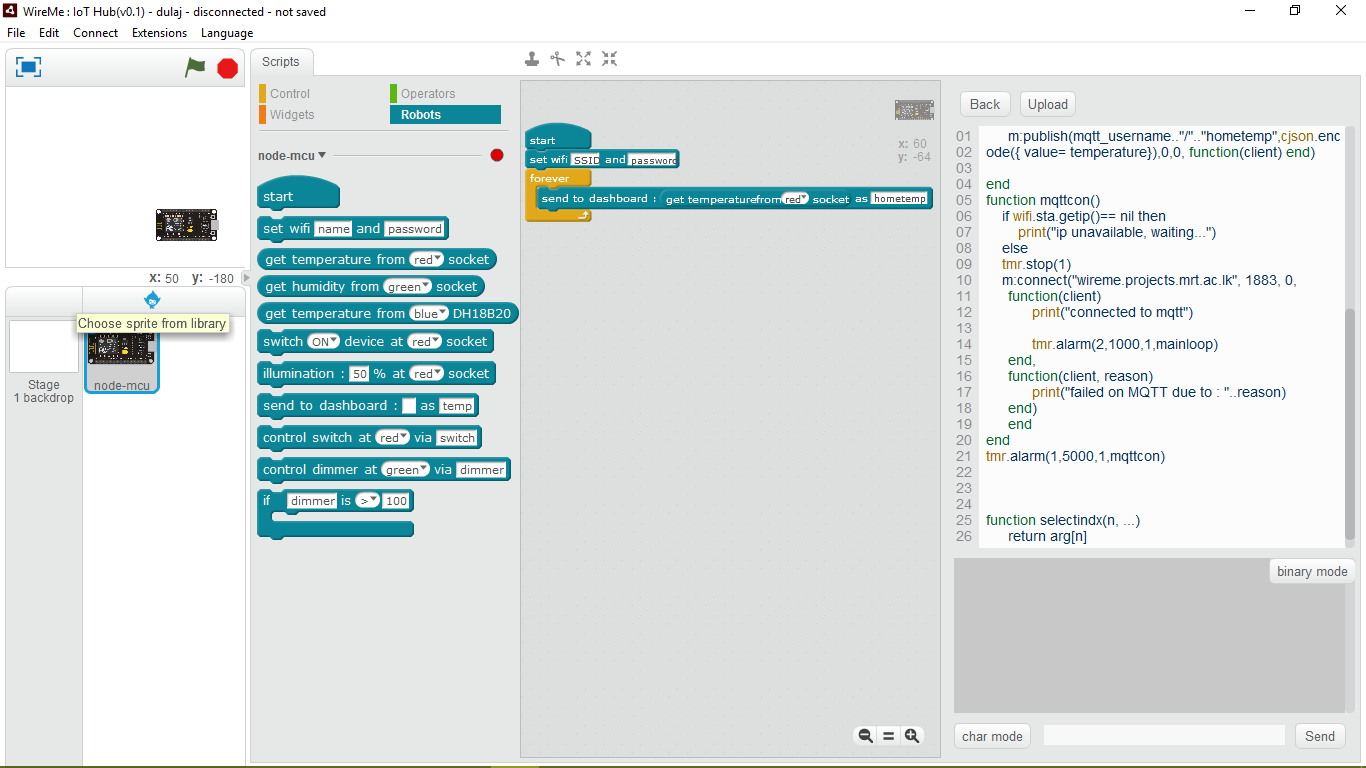 WireMe : IoT Hub(v0.1) - dulaj - disconnected - not saved
File Edit Connect Extensions Language
x: 50 y: -180
Choose sprite from library
Stage
1 backdrop
node-mcu
Scripts
Control Operators
Widgets Robots
node-mcu
start
set wifi name and password
get temperature from red socket
get humidity from green socket
get temperature from blue DH18B20
switch ON device at red socket
illumination : 50 % at red socket
send to dashboard : as temp
control switch at red via switch
control dimmer at green via dimmer
if dimmer is > 100
x: 60
y: -64
start
set wifi SSID and password
forever
send to dashboard : get temperaturefrom red socket as hometemp
Back Upload
01 m:publish(mqtt_username.."/".."hometemp",cjson.enc
02 ode({ value= temperature}),0,0, function(client) end)
03
04 end
05 function mqttcon()
06 if wifi.sta.getip()== nil then
07 print("ip unavailable, waiting...")
08 else
09 tmr.stop(1)
10 m:connect("wireme.projects.mrt.ac.lk", 1883, 0,
11 function(client)
12 print("connected to mqtt")
13
14 tmr.alarm(2,1000,1,mainloop)
15 end,
16 function(client, reason)
17 print("failed on MQTT due to : "..reason)
18 end)
19 end
20 end
21 tmr.alarm(1,5000,1,mqttcon)
22
23
24
25 function selectindx(n, ...)
26 return arg[n]
binary mode
char mode Send